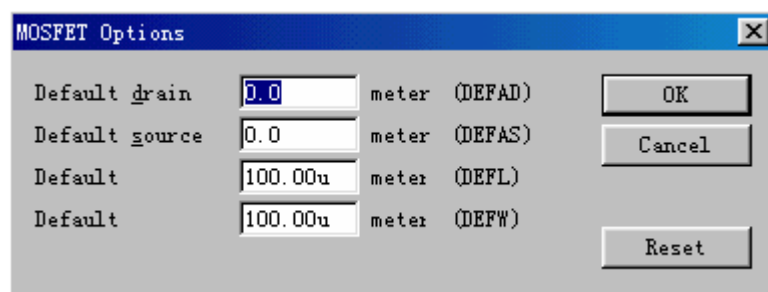 MOSFET Options
Default drain 0.0 meter (DEFAD)
OK
Default source 0.0 meter (DEFAS)
Cancel
Default 100.00u meter (DEFL)
Default 100.00u meter (DEFW)
Reset